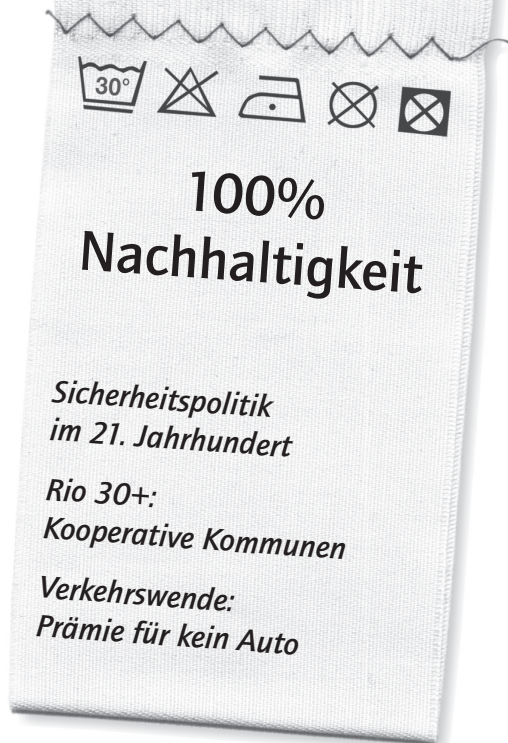 30°
100%
Nachhaltigkeit
Sicherheitspolitik
im 21. Jahrhundert
Rio 30+:
Kooperative Kommunen
Verkehrswende:
Prämie für kein Auto